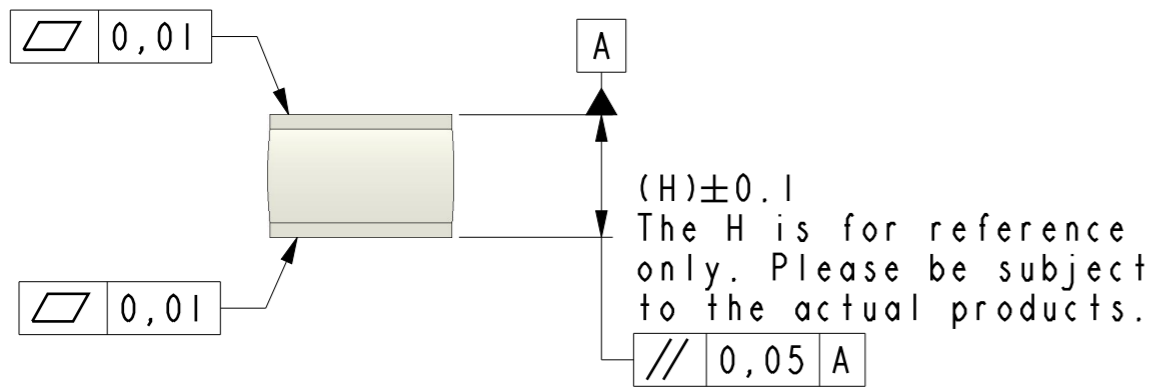 ⏥ 0,01
A
(H)±0.1
The H is for reference
only. Please be subject
to the actual products.
⏥ 0,01
// 0,05 A